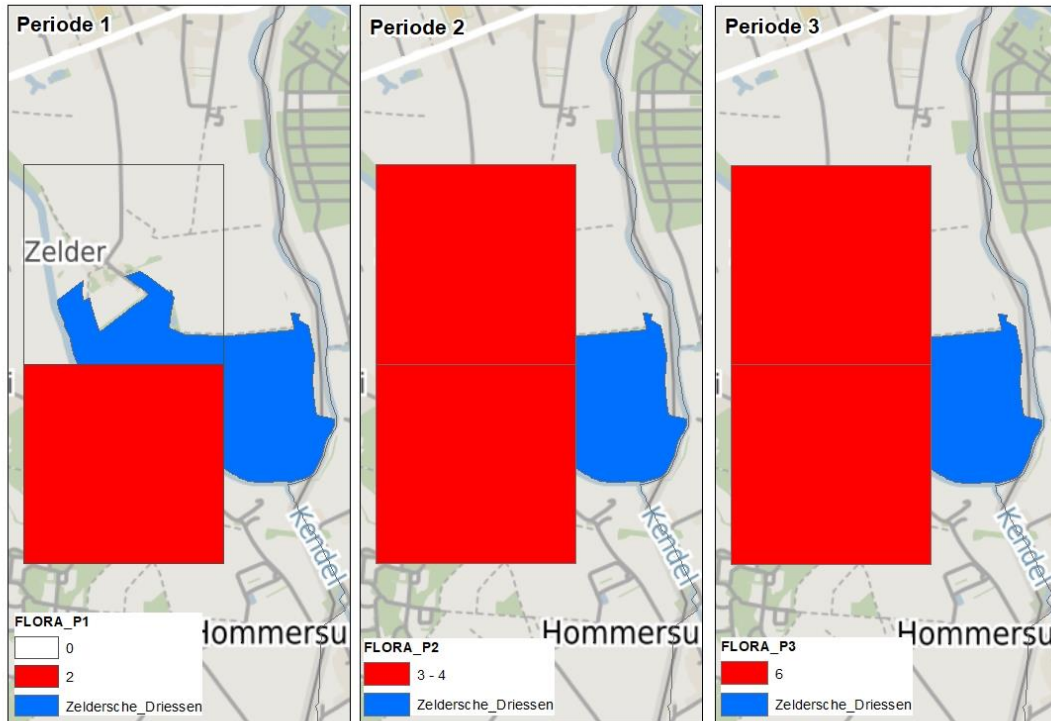 Periode 1
Zelder
Kendel
Hommersu
FLORA_P1
0
2
Zeldersche_Driessen
Periode 2
Kendel
Hommersu
FLORA_P2
3 - 4
Zeldersche_Driessen
Periode 3
Kendel
Hommersu
FLORA_P3
6
Zeldersche_Driessen